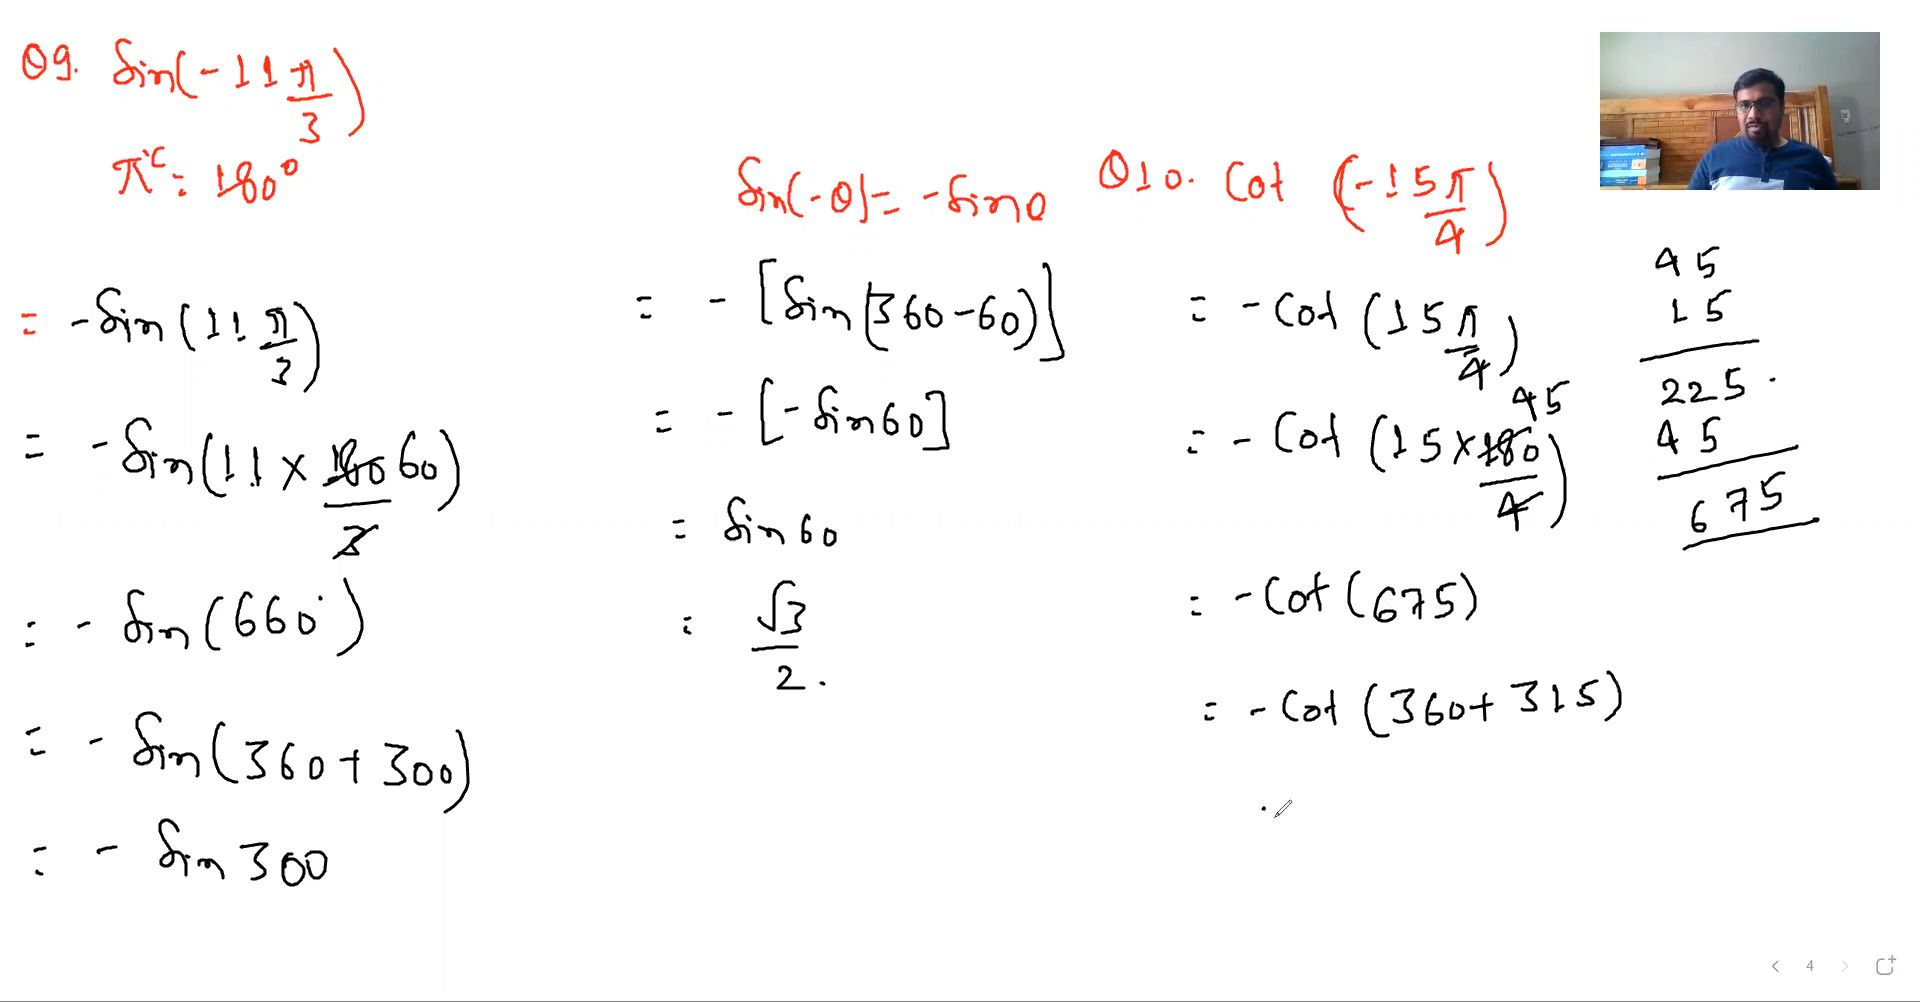 Q9. Sin(-11π/3)
π^c = 180°
= -Sin(11π/3)
= -Sin(11 × 180/3 60)
= - Sin(660°)
= - Sin(360+300)
= - Sin 300
Sin(-θ) = -Sinθ
= - [Sin(360-60)]
= - [-Sin60]
= Sin60
= √3/2.
Q10. Cot (-15π/4)
= -Cot (15π/4)
= -Cot (15×180/4) 45
= -Cot (675)
= -Cot (360+315)
45
15
225.
45
675
4